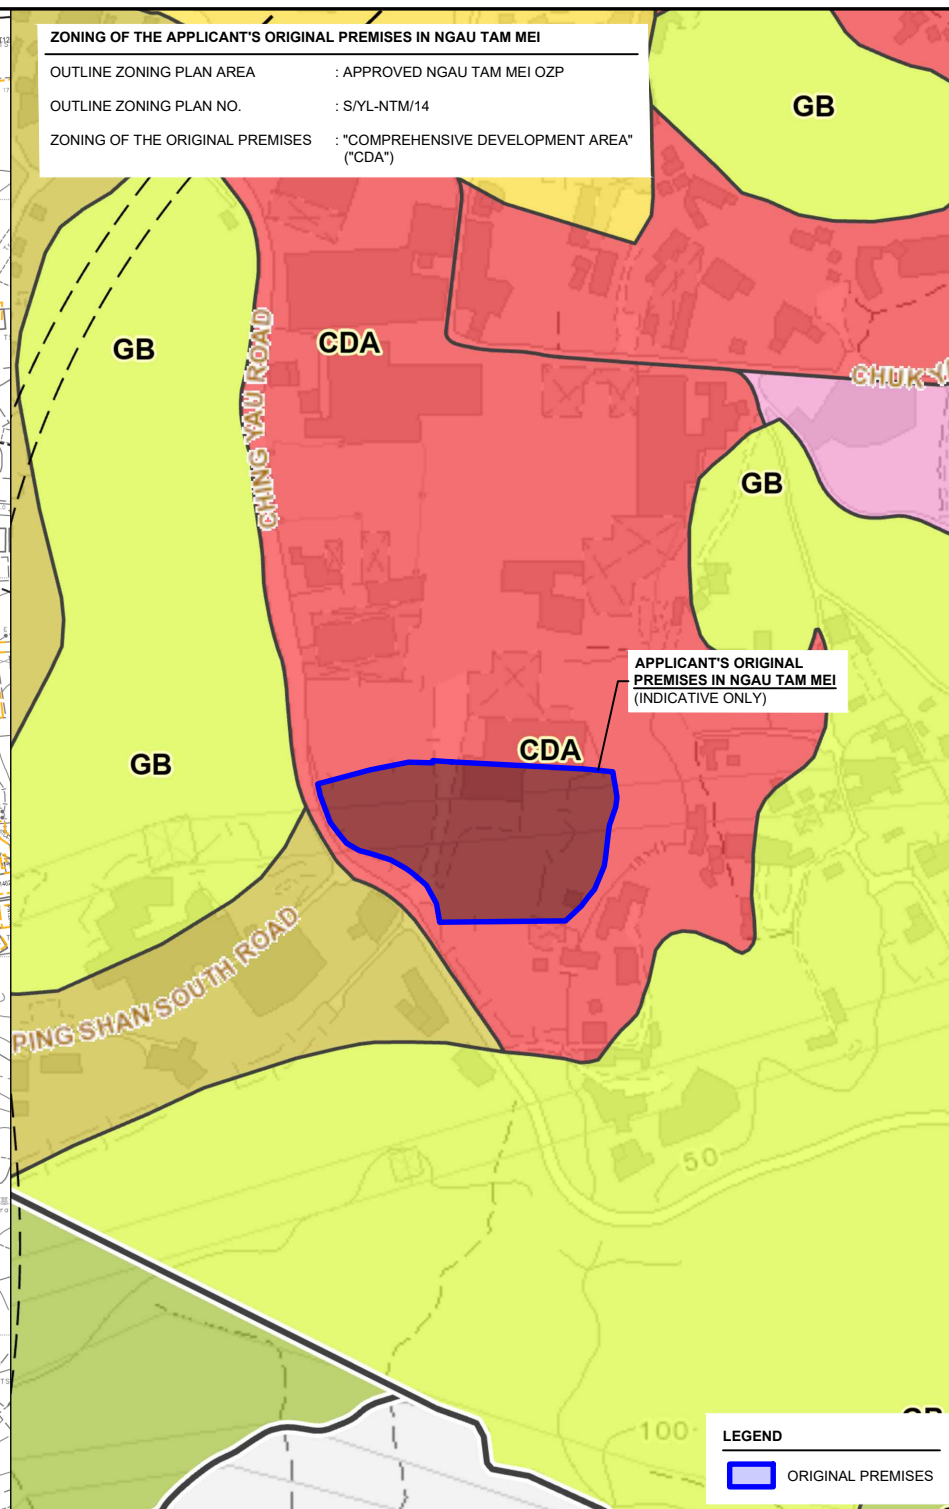 ZONING OF THE APPLICANT'S ORIGINAL PREMISES IN NGAU TAM MEI
OUTLINE ZONING PLAN AREA : APPROVED NGAU TAM MEI OZP
OUTLINE ZONING PLAN NO. : S/YL-NTM/14
ZONING OF THE ORIGINAL PREMISES : "COMPREHENSIVE DEVELOPMENT AREA"
("CDA")
GB
GB
CDA
CHING YAU ROAD
CHUK Y
GB
APPLICANT'S ORIGINAL
PREMISES IN NGAU TAM MEI
(INDICATIVE ONLY)
CDA
GB
PING SHAN SOUTH ROAD
50
100
GB
LEGEND
ORIGINAL PREMISES